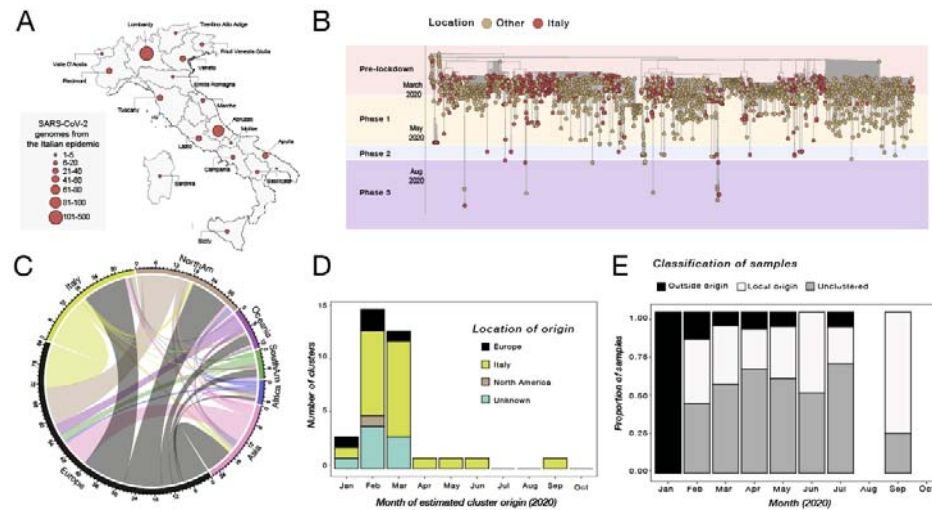 A
Lombardy
Trentino Alto Adige
Friuli Venezia-Giulia
Valle D'Aosta
Veneto
Piedmont
Emilia Romagna
Tuscany
Marche
Abruzzo
Molise
Lazio
Apulia
Campania
Basilicata
Sardinia
Sicily
SARS-CoV-2
genomes from
the Italian epidemic
1-5
6-20
21-40
41-60
61-80
81-100
101-500
B
Location
Other
Italy
Pre-lockdown
March
2020
Phase 1
May
2020
Phase 2
Aug
2020
Phase 5
C
Italy
NorthAm
Oceania
SouthAm
Africa
Asia
Europe
D
15
10
5
0
Number of clusters
Location of origin
Europe
Italy
North America
Unknown
Jan Feb Mar Apr May Jun Jul Aug Sep Oct
Month of estimated cluster origin (2020)
E
Classification of samples
Outside origin
Local origin
Unclustered
1.00
0.75
0.50
0.25
0.00
Proportion of samples
Jan Feb Mar Apr May Jun Jul Aug Sep Oct
Month (2020)